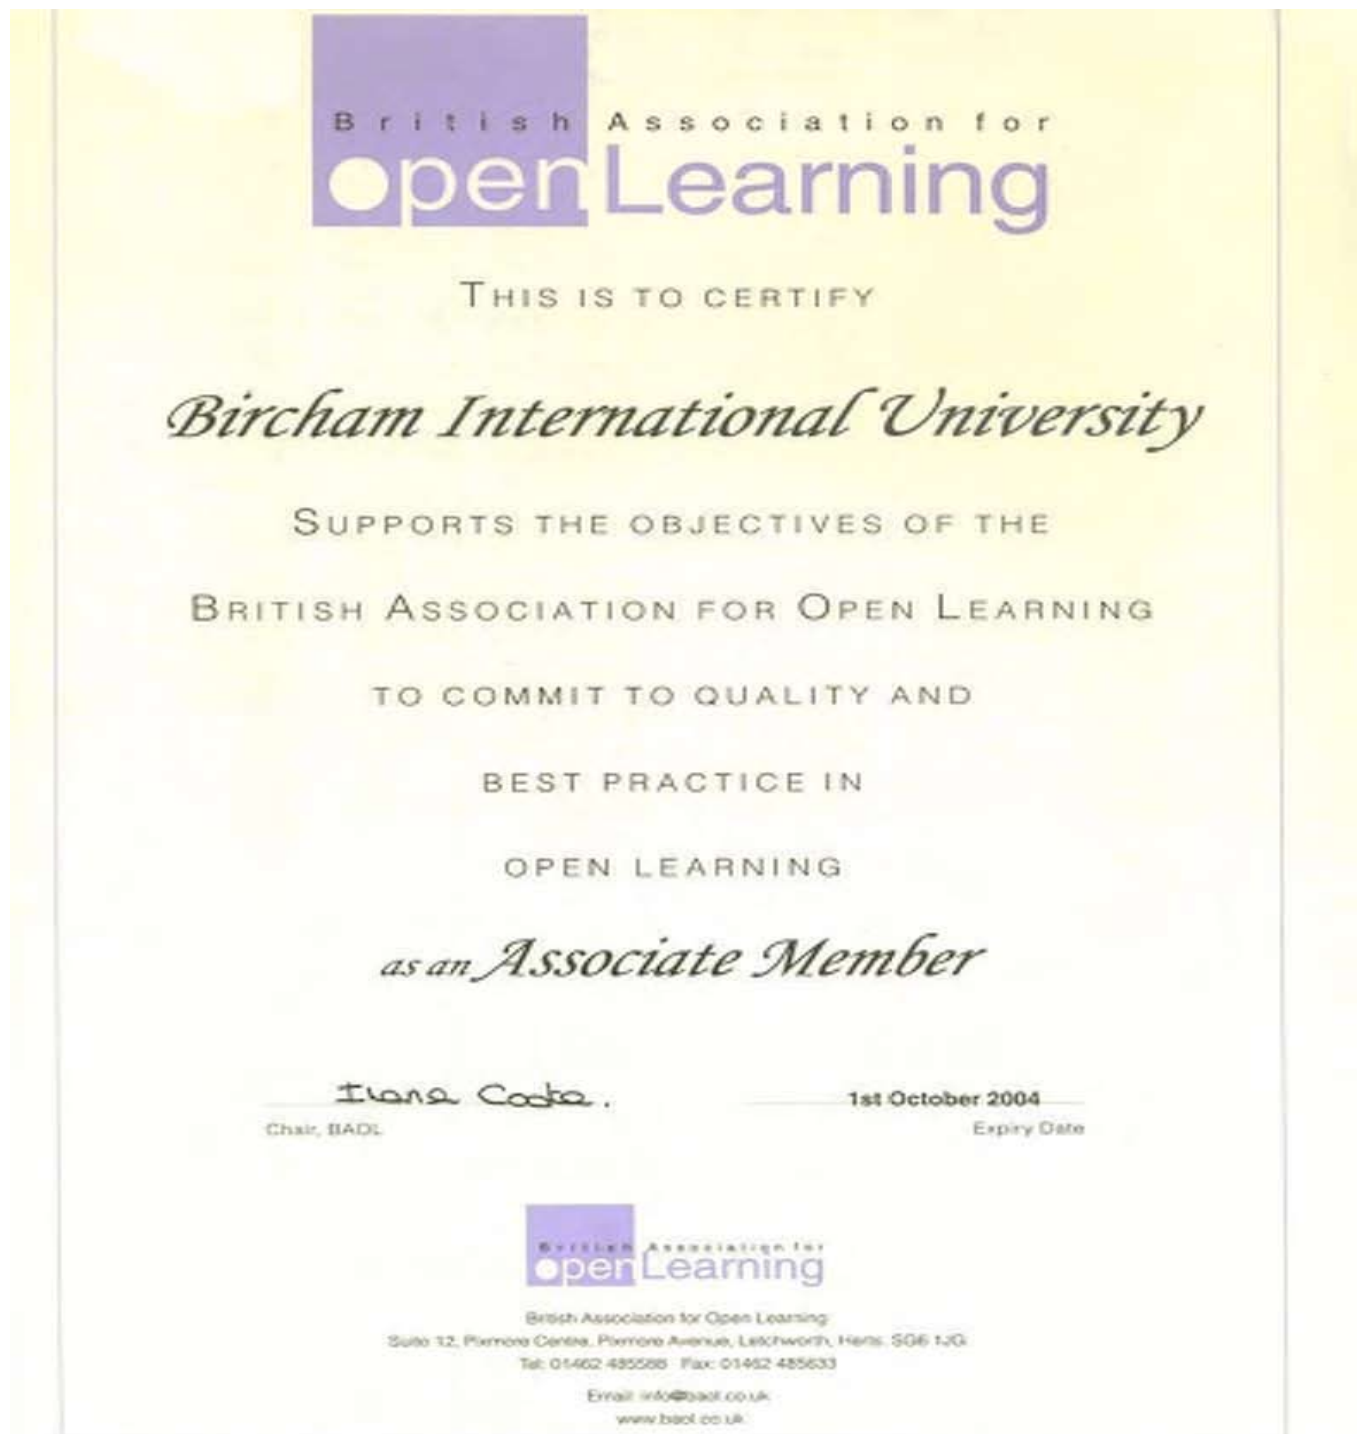 British Association for
openLearning
THIS IS TO CERTIFY
Bircham International University
SUPPORTS THE OBJECTIVES OF THE
BRITISH ASSOCIATION FOR OPEN LEARNING
TO COMMIT TO QUALITY AND
BEST PRACTICE IN
OPEN LEARNING
as an Associate Member
1st October 2004
Chair, BAOL Expiry Date
British Association for
openLearning
British Association for Open Learning
Suite 12, Pixmore Centre, Pixmore Avenue, Letchworth, Herts. SG6 1JG
Tel: 01462 485588 Fax: 01462 485633
Email: info@baol.co.uk
www.baol.co.uk